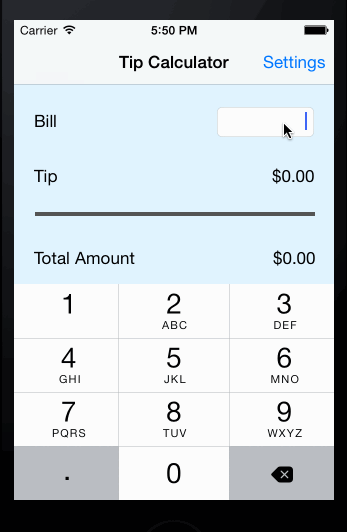 Carrier 5:50 PM
Tip Calculator Settings
Bill
Tip $0.00
Total Amount $0.00
1 2 3
ABC DEF
4 5 6
GHI JKL MNO
7 8 9
PQRS TUV WXYZ
. 0